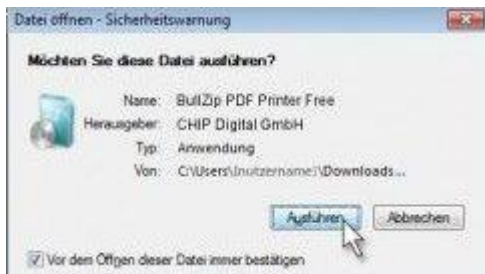 Datei öffnen - Sicherheitswarnung
Möchten Sie diese Datei ausführen?
Name: BullZip PDF Printer Free
Herausgeber: CHIP Digital GmbH
Typ: Anwendung
Von: C:\Users\[nutzername]\Downloads...
Ausführen Abbrechen
Vor dem Öffnen dieser Datei immer bestätigen